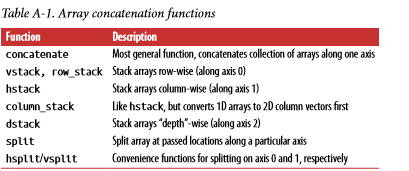 Table A-1. Array concatenation functions
Function Description
concatenate Most general function, concatenates collection of arrays along one axis
vstack, row_stack Stack arrays row-wise (along axis 0)
hstack Stack arrays column-wise (along axis 1)
column_stack Like hstack, but converts 1D arrays to 2D column vectors first
dstack Stack arrays “depth”-wise (along axis 2)
split Split array at passed locations along a particular axis
hsplit/vsplit Convenience functions for splitting on axis 0 and 1, respectively